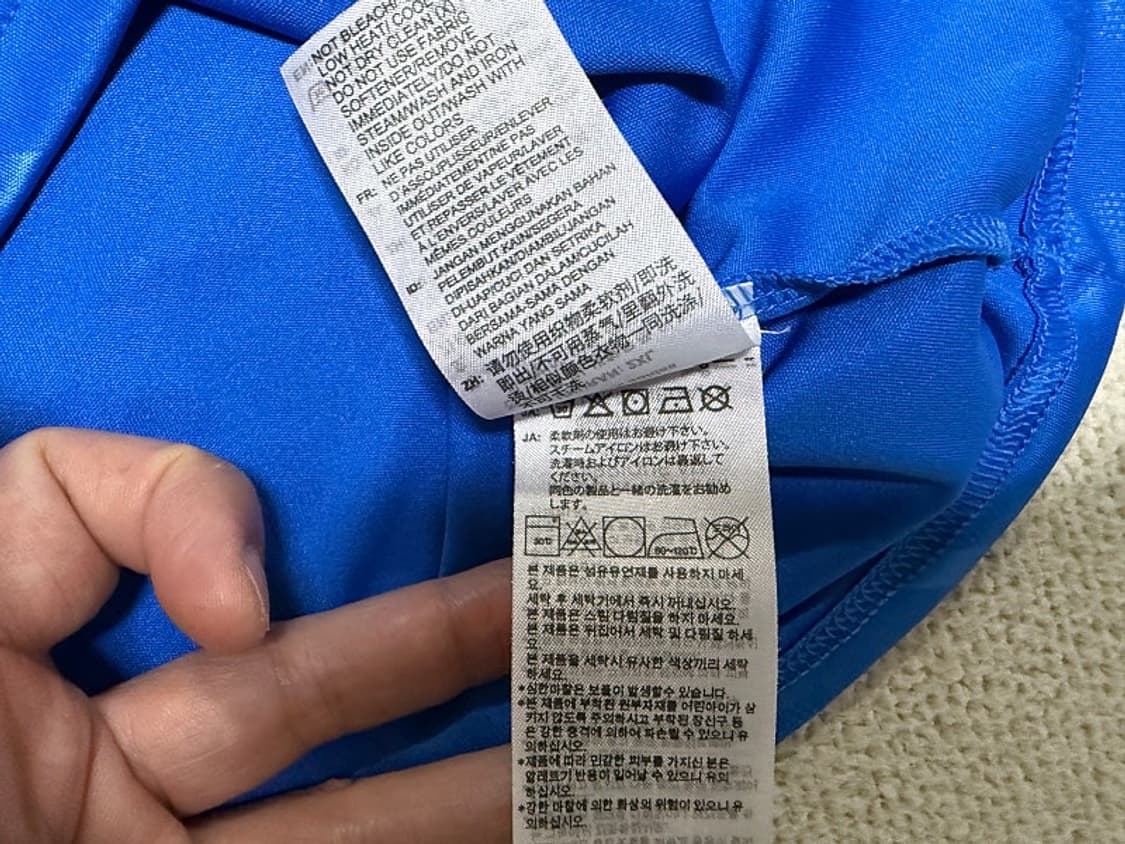 NOT BLEACH/
LOW HEAT/ COOL
NOT DRY CLEAN
DO NOT USE FABRIC
SOFTENER/REMOVE
IMMEDIATELY/DO NOT
STEAM/WASH AND IRON
INSIDE OUT/WASH WITH
LIKE COLORS
FR: NE PAS UTILISER
D'ASSOUPLISSEUR/ENLEVER
IMMÉDIATEMENT/NE PAS
UTILISER DE VAPEUR/LAVER
ET REPASSER LE VÊTEMENT
À L'ENVERS/LAVER AVEC LES
MÊMES COULEURS
ID: JANGAN MENGGUNAKAN BAHAN
PELEMBUT KAIN/SEGERA
DIPISAHKAN/DIAMBIL/JANGAN
DI-UAP/CUCI DAN SETRIKA
DARI BAGIAN DALAM/CUCILAH
BERSAMA-SAMA DENGAN
WARNA YANG SAMA
ZH: 请勿使用织物柔软剂/即洗
即出/不可用蒸气/里翻外洗
/相似颜色衣物一同洗涤/
JA: 柔軟剤の使用はお避け下さい。
スチームアイロンはお避け下さい。
洗濯時およびアイロンは裏返して
ください。
同色の製品と一緒の洗濯をお勧め
します。
30℃ 80~120℃ 드라이
본 제품은 섬유유연제를 사용하지 마세
요.
세탁 후 세탁기에서 즉시 꺼내십시오.
본 제품은 스팀 다림질을 하지 마세요.
본 제품은 뒤집어서 세탁 및 다림질 하세
요.
본 제품을 세탁시 유사한 색상끼리 세탁
하세요.
*심한마찰은 보풀이 발생할수 있습니다.
*본 제품에 부착된 원부자재를 어린아이가 삼
키지 않도록 주의하시고 부착된 장신구 등
은 강한 충격에 의하여 파손될 수 있으니 유
의하십시오.
*제품에 따라 민감한 피부를 가지신 분은
알레르기 반응이 일어날 수 있으니 유의
하십시오.
*강한 마찰에 의한 화상의 위험이 있으니 유
의하십시오.